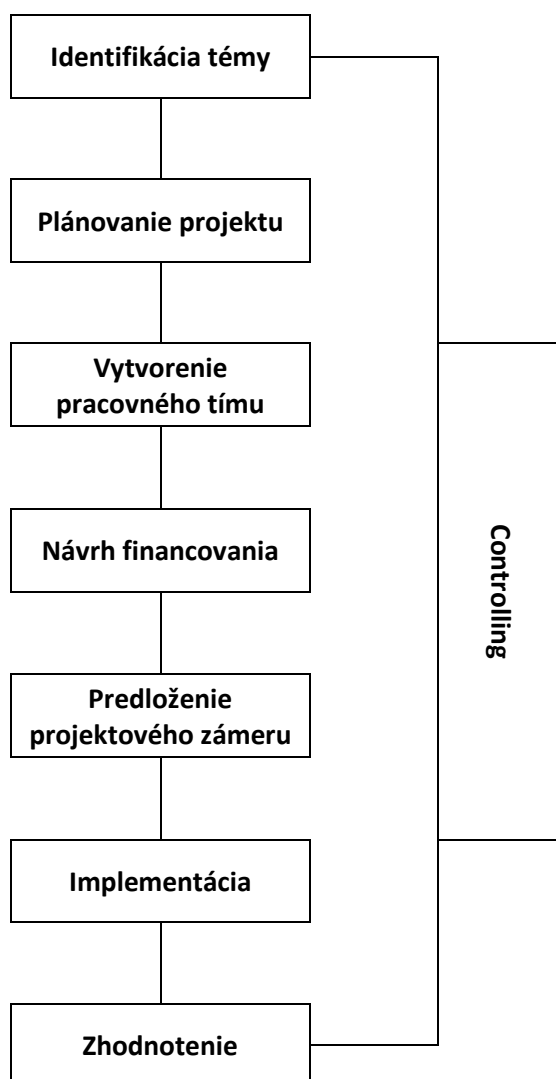 Identifikácia témy
Plánovanie projektu
Vytvorenie
pracovného tímu
Návrh financovania
Predloženie
projektového zámeru
Implementácia
Zhodnotenie
Controlling